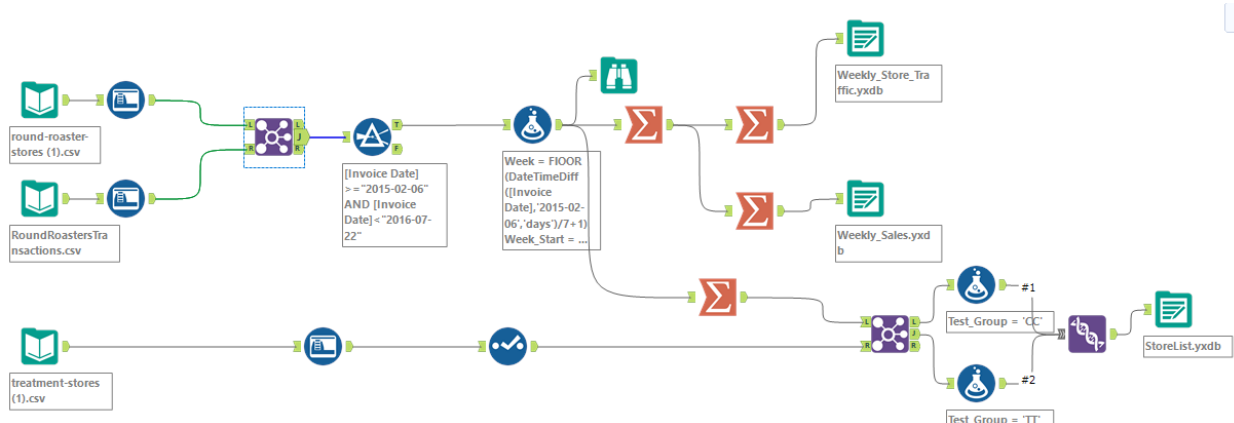 Weekly_Store_Tra
ffic.yxdb
round-roaster-
stores (1).csv
L
L
J
R
R
T
F
Week = FlOOR
(DateTimeDiff
([Invoice
Date],'2015-02-
06','days')/7+1)
Week_Start = ...
[Invoice Date]
>="2015-02-06"
AND [Invoice
Date]<"2016-07-
22"
RoundRoastersTra
nsactions.csv
Weekly_Sales.yxd
b
#1
Test_Group = 'CC'
L
L
J
R
R
StoreList.yxdb
treatment-stores
(1).csv
#2
Test_Group = 'TT'